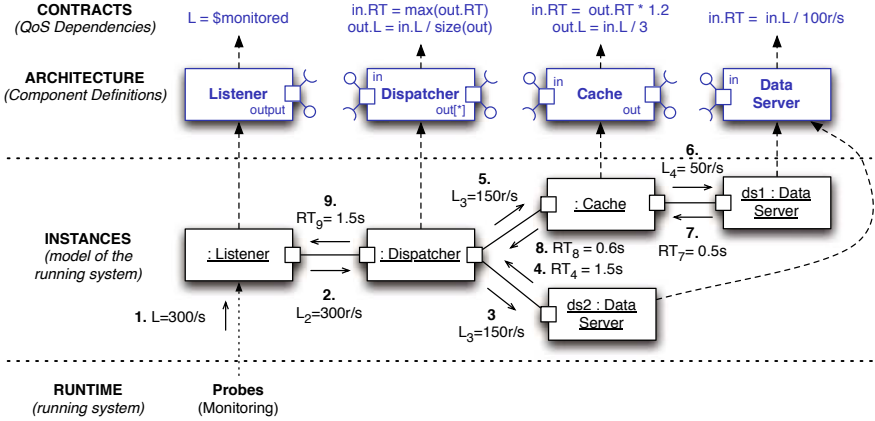 CONTRACTS
(QoS Dependencies)
L = $monitored
in.RT = max(out.RT)
out.L = in.L / size(out)
in.RT = out.RT * 1.2
out.L = in.L / 3
in.RT = in.L / 100r/s
ARCHITECTURE
(Component Definitions)
Listener
output
in
Dispatcher
out[*]
in
Cache
out
in
Data
Server
INSTANCES
(model of the
running system)
: Listener
9.
RT9 = 1.5s
2.
L2=300r/s
1. L=300/s
: Dispatcher
5.
L3=150r/s
8. RT8 = 0.6s
4. RT4 = 1.5s
3
L3=150r/s
: Cache
6.
L4= 50r/s
7.
RT7= 0.5s
ds1 : Data
Server
ds2 : Data
Server
RUNTIME
(running system)
Probes
(Monitoring)